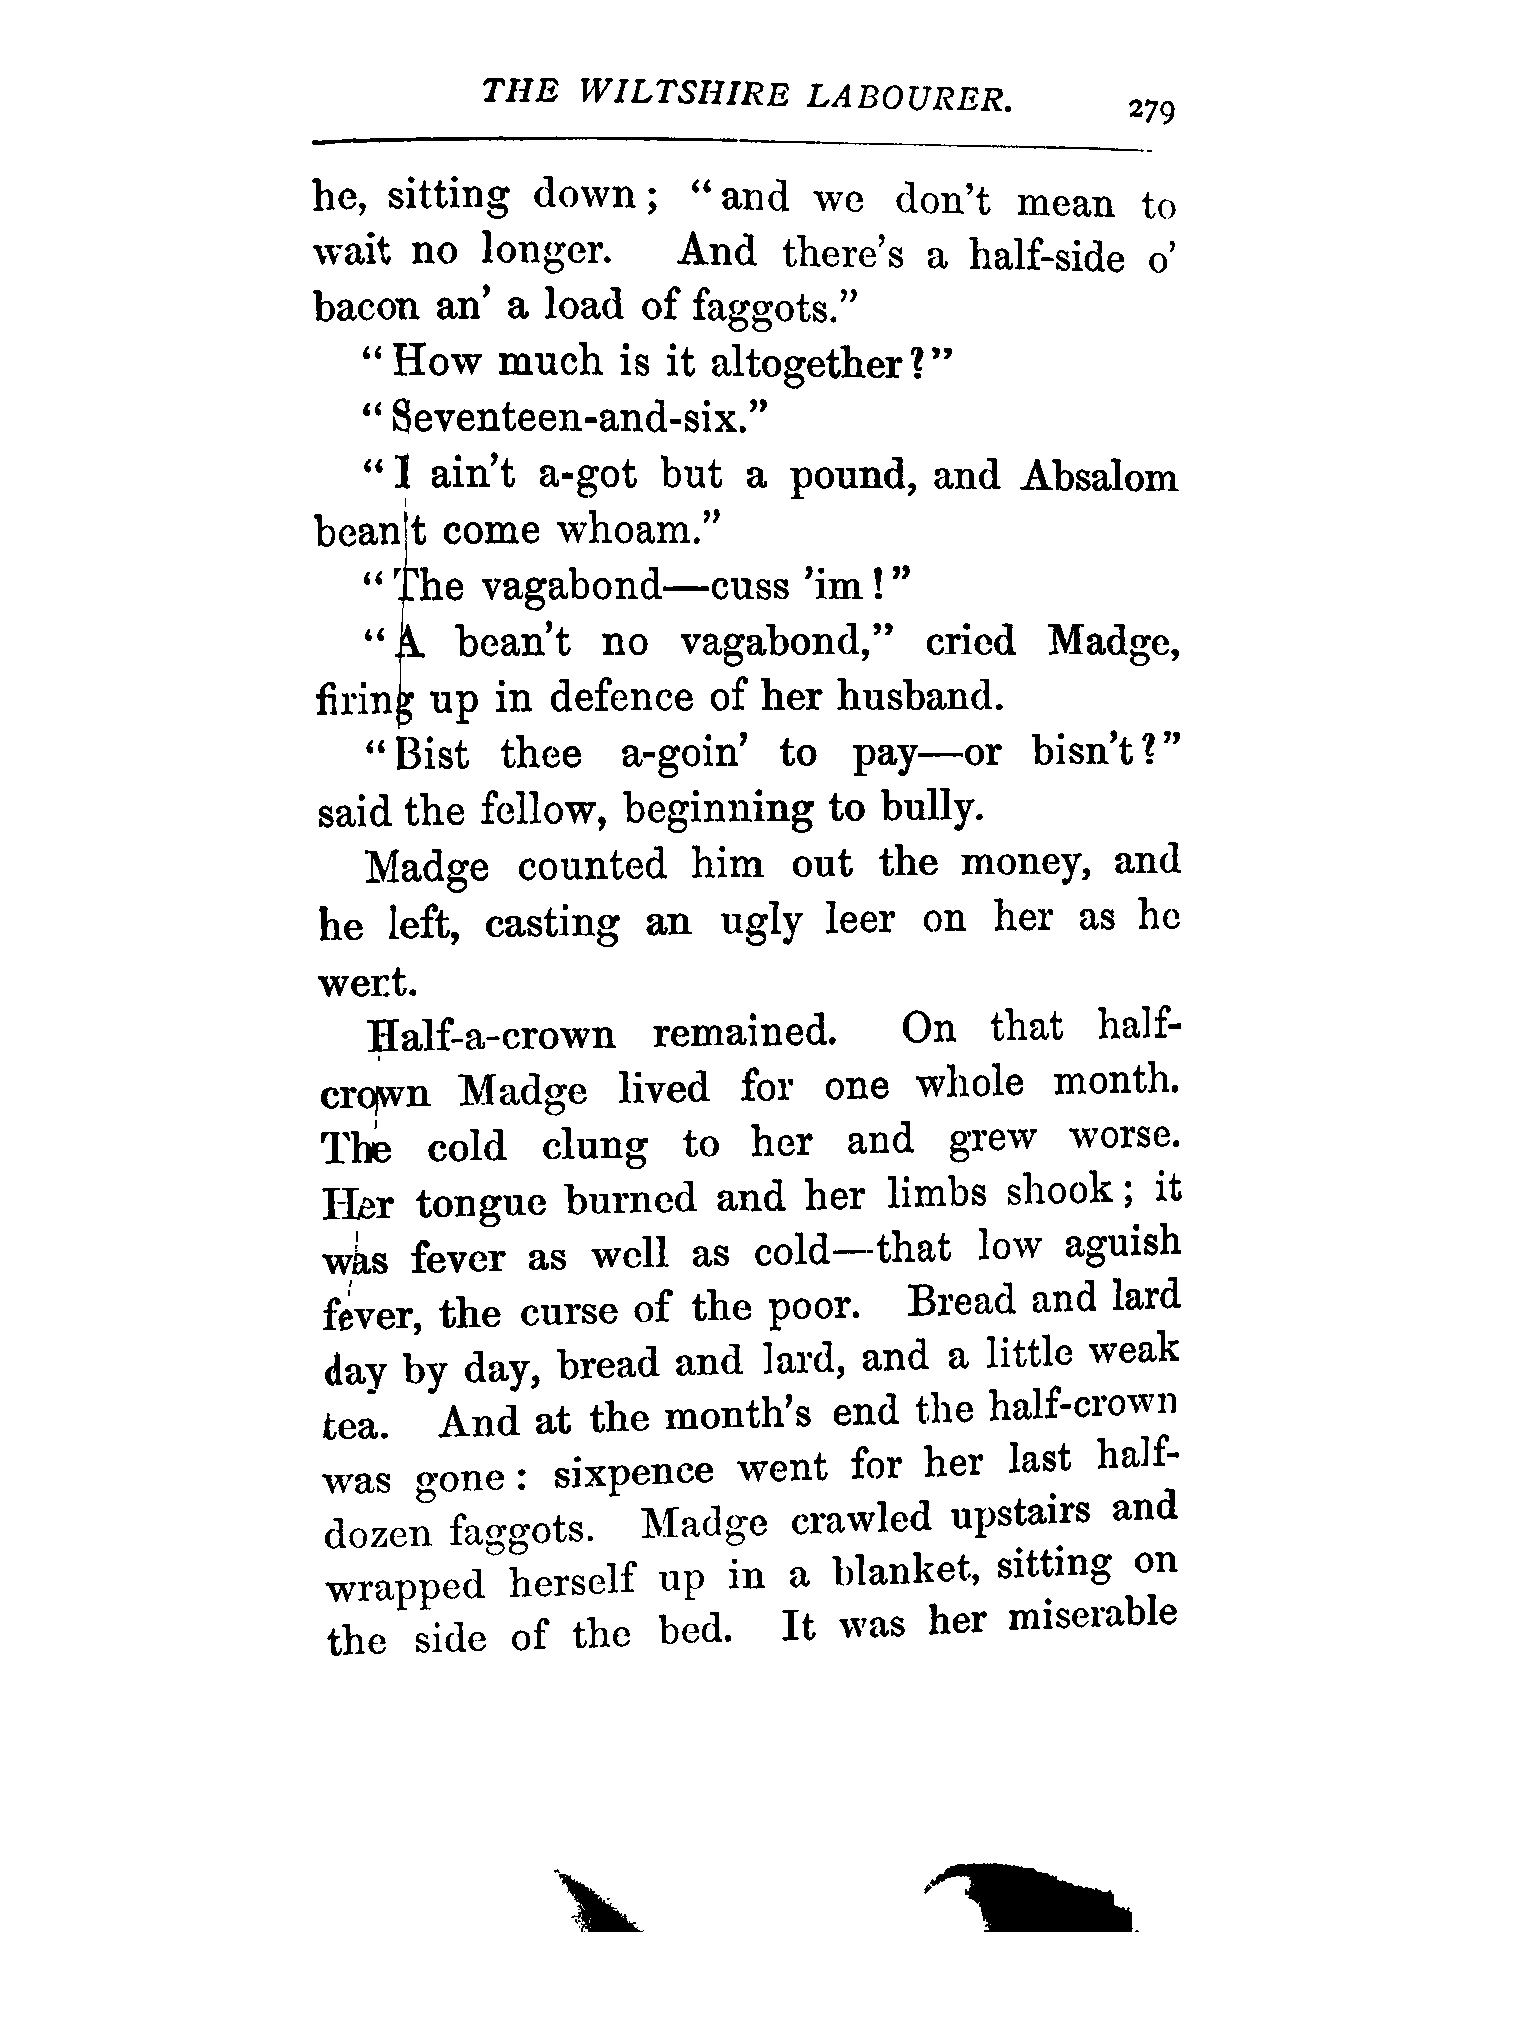 THE WILTSHIRE LABOURER. 279
he, sitting down; "and we don't mean to
wait no longer. And there's a half-side o'
bacon an' a load of faggots."
"How much is it altogether?"
"Seventeen-and-six."
"I ain't a-got but a pound, and Absalom
bean't come whoam."
"The vagabond—cuss 'im!"
"A bean't no vagabond," cried Madge,
firing up in defence of her husband.
"Bist thee a-goin' to pay—or bisn't?"
said the fellow, beginning to bully.
Madge counted him out the money, and
he left, casting an ugly leer on her as he
went.
Half-a-crown remained. On that half-
crown Madge lived for one whole month.
The cold clung to her and grew worse.
Her tongue burned and her limbs shook; it
was fever as well as cold—that low aguish
fever, the curse of the poor. Bread and lard
day by day, bread and lard, and a little weak
tea. And at the month's end the half-crown
was gone: sixpence went for her last half-
dozen faggots. Madge crawled upstairs and
wrapped herself up in a blanket, sitting on
the side of the bed. It was her miserable